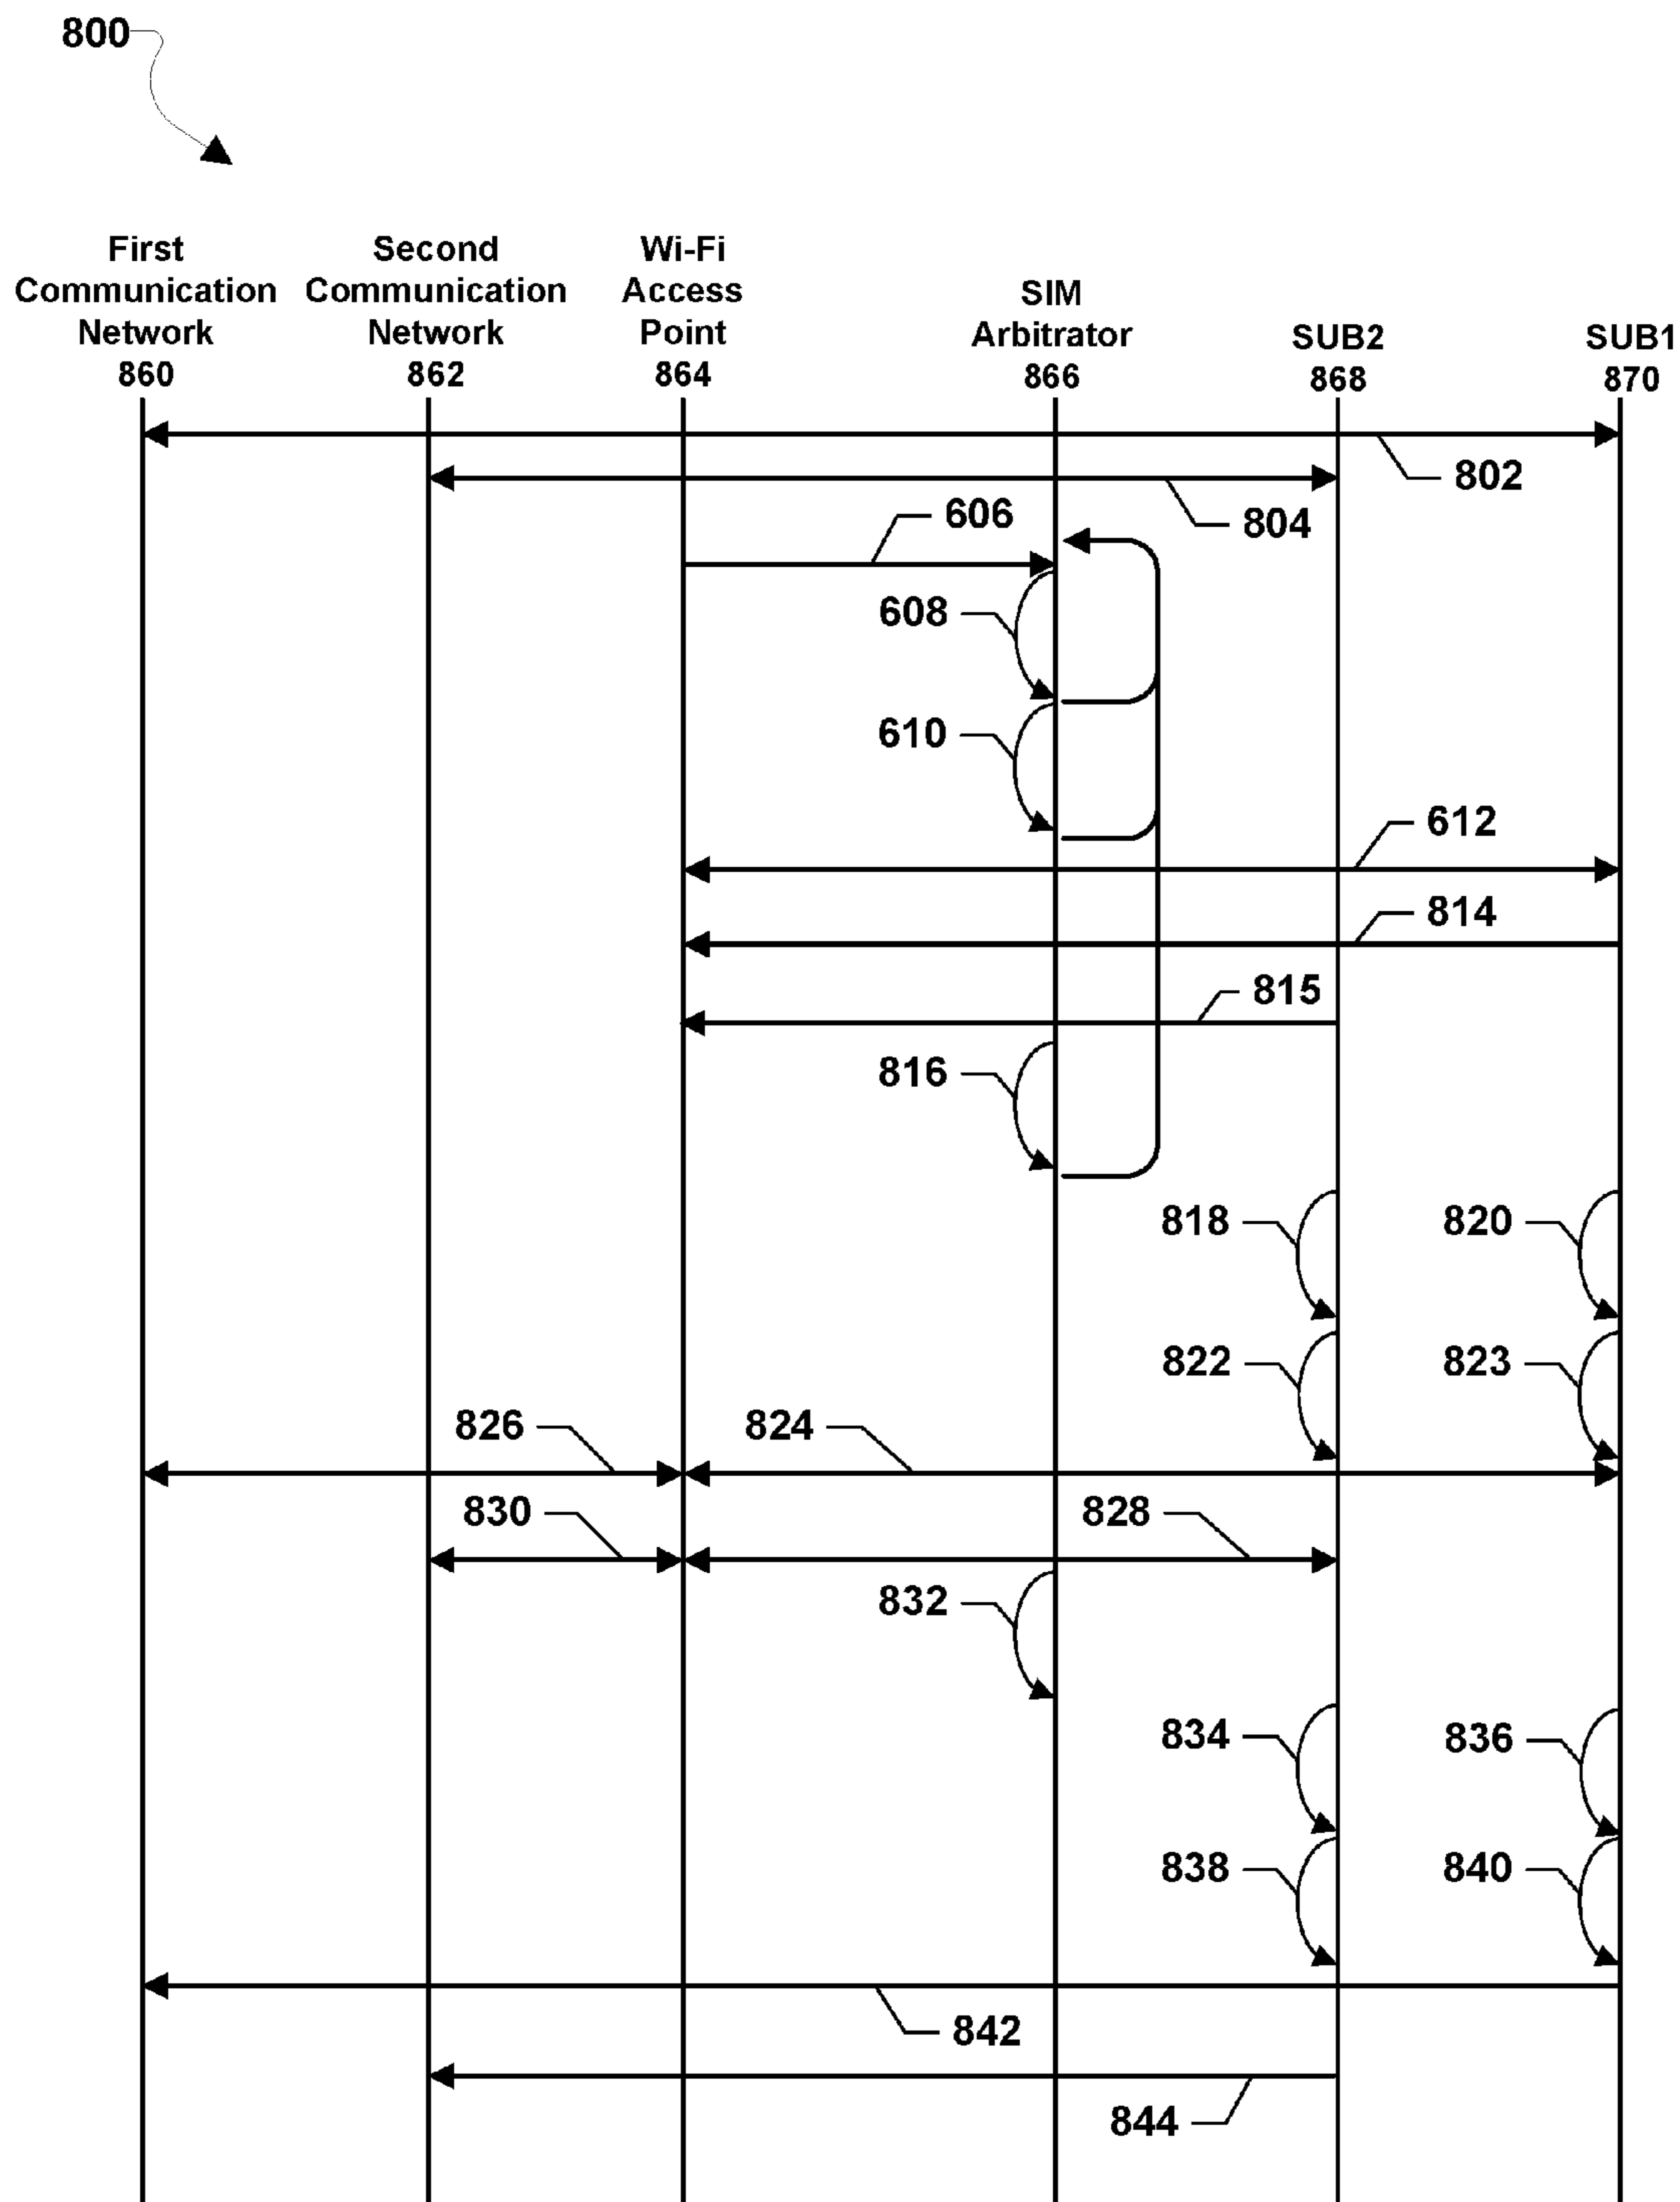 800
First
Communication
Network
860
Second
Communication
Network
862
Wi-Fi
Access
Point
864
SIM
Arbitrator
866
SUB2
868
SUB1
870
802
804
606
608
610
612
814
815
816
818
820
822
823
826
824
830
828
832
834
836
838
840
842
844